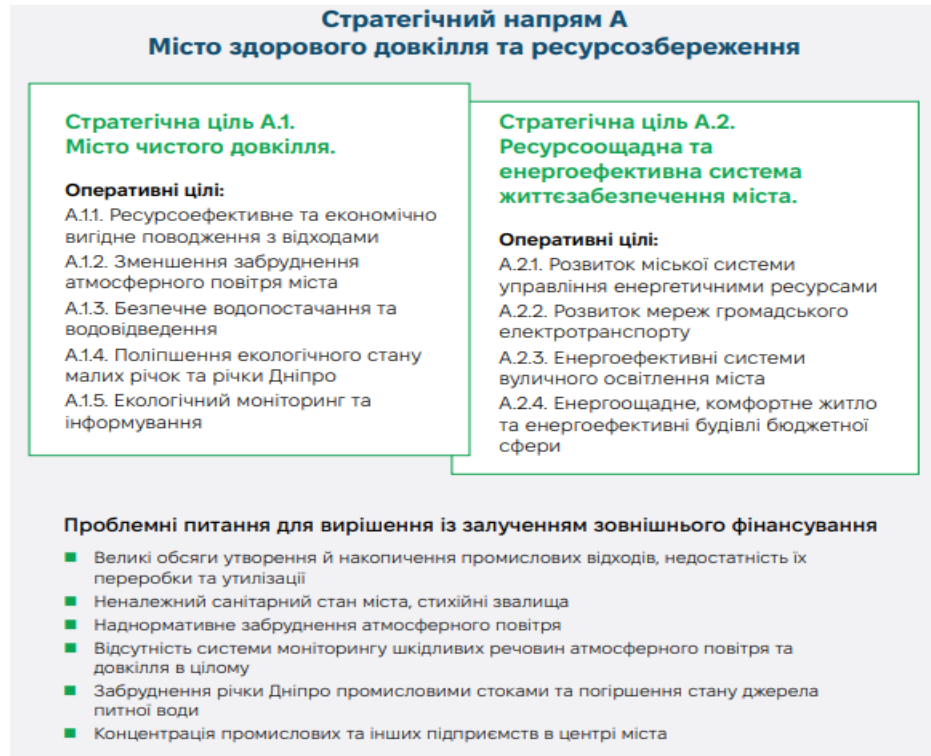 Стратегічний напрям А
Місто здорового довкілля та ресурсозбереження
Стратегічна ціль А.1.
Місто чистого довкілля.
Оперативні цілі:
А.1.1. Ресурсоефективне та економічно
вигідне поводження з відходами
А.1.2. Зменшення забруднення
атмосферного повітря міста
А.1.3. Безпечне водопостачання та
водовідведення
А.1.4. Поліпшення екологічного стану
малих річок та річки Дніпро
А.1.5. Екологічний моніторинг та
інформування
Стратегічна ціль А.2.
Ресурсоощадна та
енергоефективна система
життєзабезпечення міста.
Оперативні цілі:
А.2.1. Розвиток міської системи
управління енергетичними ресурсами
А.2.2. Розвиток мереж громадського
електротранспорту
А.2.3. Енергоефективні системи
вуличного освітлення міста
А.2.4. Енергоощадне, комфортне житло
та енергоефективні будівлі бюджетної
сфери
Проблемні питання для вирішення із залученням зовнішнього фінансування
Великі обсяги утворення й накопичення промислових відходів, недостатність їх
переробки та утилізації
Неналежний санітарний стан міста, стихійні звалища
Наднормативне забруднення атмосферного повітря
Відсутність системи моніторингу шкідливих речовин атмосферного повітря та
довкілля в цілому
Забруднення річки Дніпро промисловими стоками та погіршення стану джерела
питної води
Концентрація промислових та інших підприємств в центрі міста